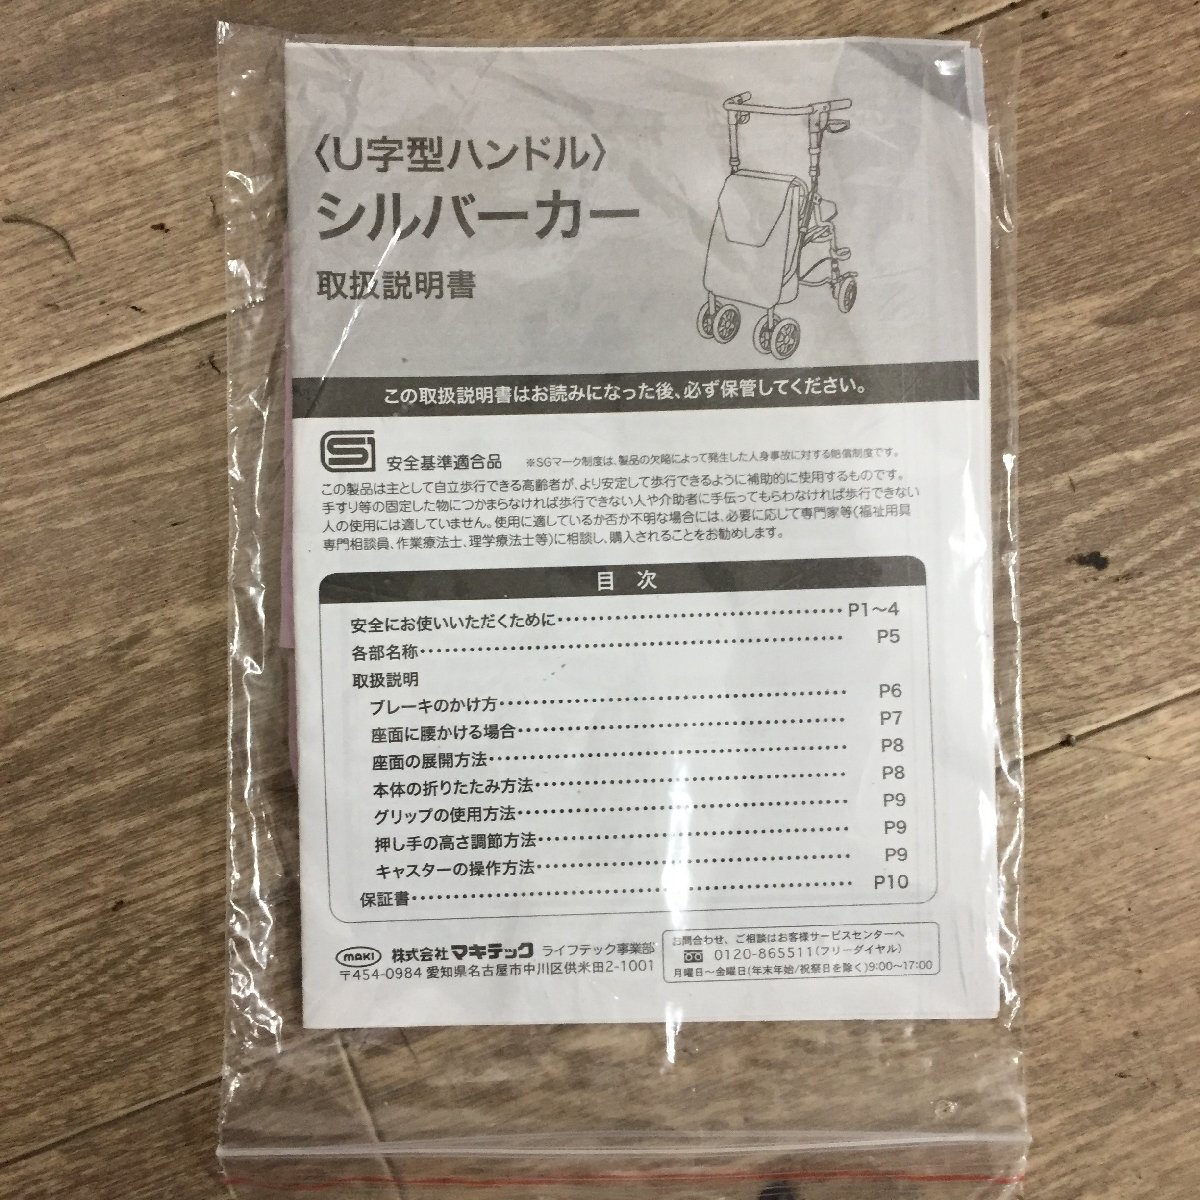 〈U字型ハンドル〉
シルバーカー
取扱説明書
この取扱説明書はお読みになった後、必ず保管してください。
安全基準適合品 ※SGマーク制度は、製品の欠陥によって発生した人身事故に対する賠償制度です。
この製品は主として自立歩行できる高齢者が、より安定して歩行できるように補助的に使用するものです。
手すり等の固定した物につかまらなければ歩行できない人や介助者に手伝ってもらわなければ歩行できない
人の使用には適していません。使用に適しているか否か不明な場合には、必要に応じて専門家等(福祉用具
専門相談員、作業療法士、理学療法士等)に相談し、購入されることをお勧めします。
目 次
安全にお使いいただくために・・・・・・・・・・・・・・・・・・・・・・・・・・・・・・P1〜4
各部名称・・・・・・・・・・・・・・・・・・・・・・・・・・・・・・・・・・・・・・・・・・・・P5
取扱説明
ブレーキのかけ方・・・・・・・・・・・・・・・・・・・・・・・・・・・・・・・・・・・・P6
座面に腰かける場合・・・・・・・・・・・・・・・・・・・・・・・・・・・・・・・・・・P7
座面の展開方法・・・・・・・・・・・・・・・・・・・・・・・・・・・・・・・・・・・・・・P8
本体の折りたたみ方法・・・・・・・・・・・・・・・・・・・・・・・・・・・・・・・・P8
グリップの使用方法・・・・・・・・・・・・・・・・・・・・・・・・・・・・・・・・・・P9
押し手の高さ調節方法・・・・・・・・・・・・・・・・・・・・・・・・・・・・・・・・P9
キャスターの操作方法・・・・・・・・・・・・・・・・・・・・・・・・・・・・・・・・P9
保証書・・・・・・・・・・・・・・・・・・・・・・・・・・・・・・・・・・・・・・・・・・・・・・P10
maki 株式会社 マキテック ライフテック事業部
〒454-0984 愛知県名古屋市中川区供米田2-1001
お問合わせ、ご相談はお客様サービスセンターへ
0120-865511(フリーダイヤル)
月曜日〜金曜日(年末年始/祝祭日を除く)9:00〜17:00